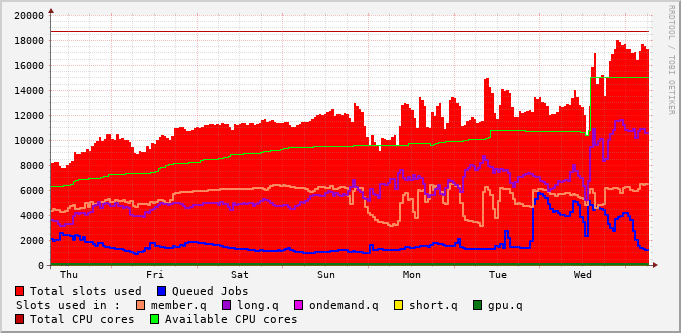 20000
18000
16000
14000
12000
10000
8000
6000
4000
2000
0
Thu Fri Sat Sun Mon Tue Wed
RRDTOOL / TOBI OETIKER
Total slots used Queued Jobs
Slots used in : member.q long.q ondemand.q short.q gpu.q
Total CPU cores Available CPU cores